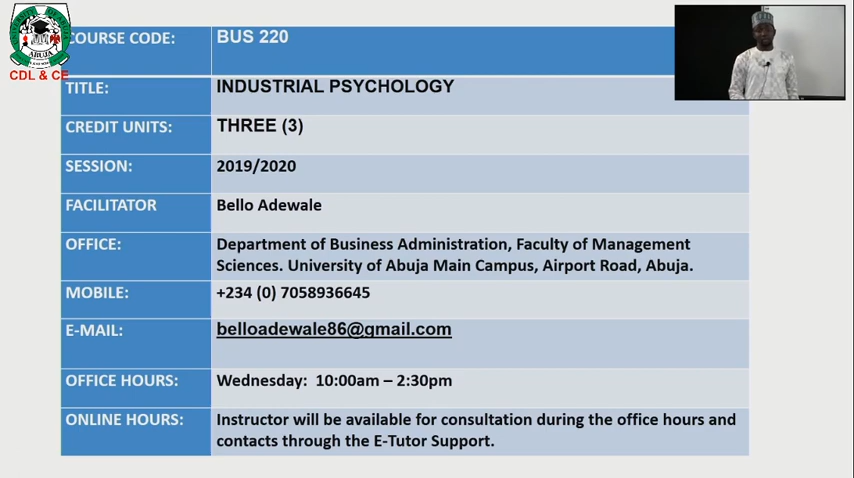 ABUJA
CDL & CE
COURSE CODE: BUS 220
TITLE: INDUSTRIAL PSYCHOLOGY
CREDIT UNITS: THREE (3)
SESSION: 2019/2020
FACILITATOR Bello Adewale
OFFICE: Department of Business Administration, Faculty of Management
Sciences. University of Abuja Main Campus, Airport Road, Abuja.
MOBILE: +234 (0) 7058936645
E-MAIL: belloadewale86@gmail.com
OFFICE HOURS: Wednesday: 10:00am – 2:30pm
ONLINE HOURS: Instructor will be available for consultation during the office hours and
contacts through the E-Tutor Support.